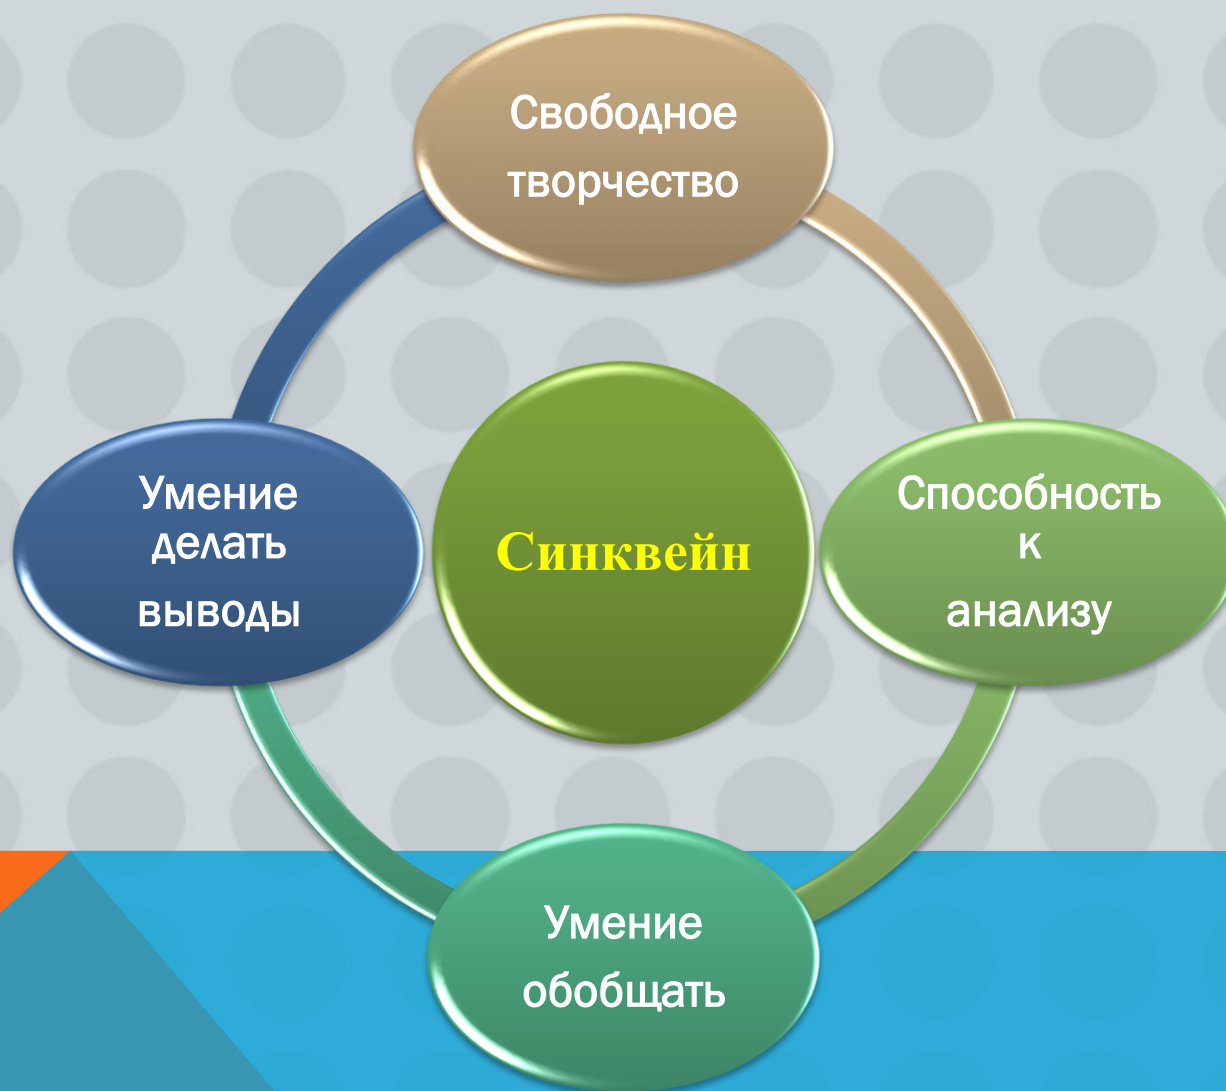 Свободное
творчество
Умение
делать
выводы
Синквейн
Способность
к
анализу
Умение
обобщать